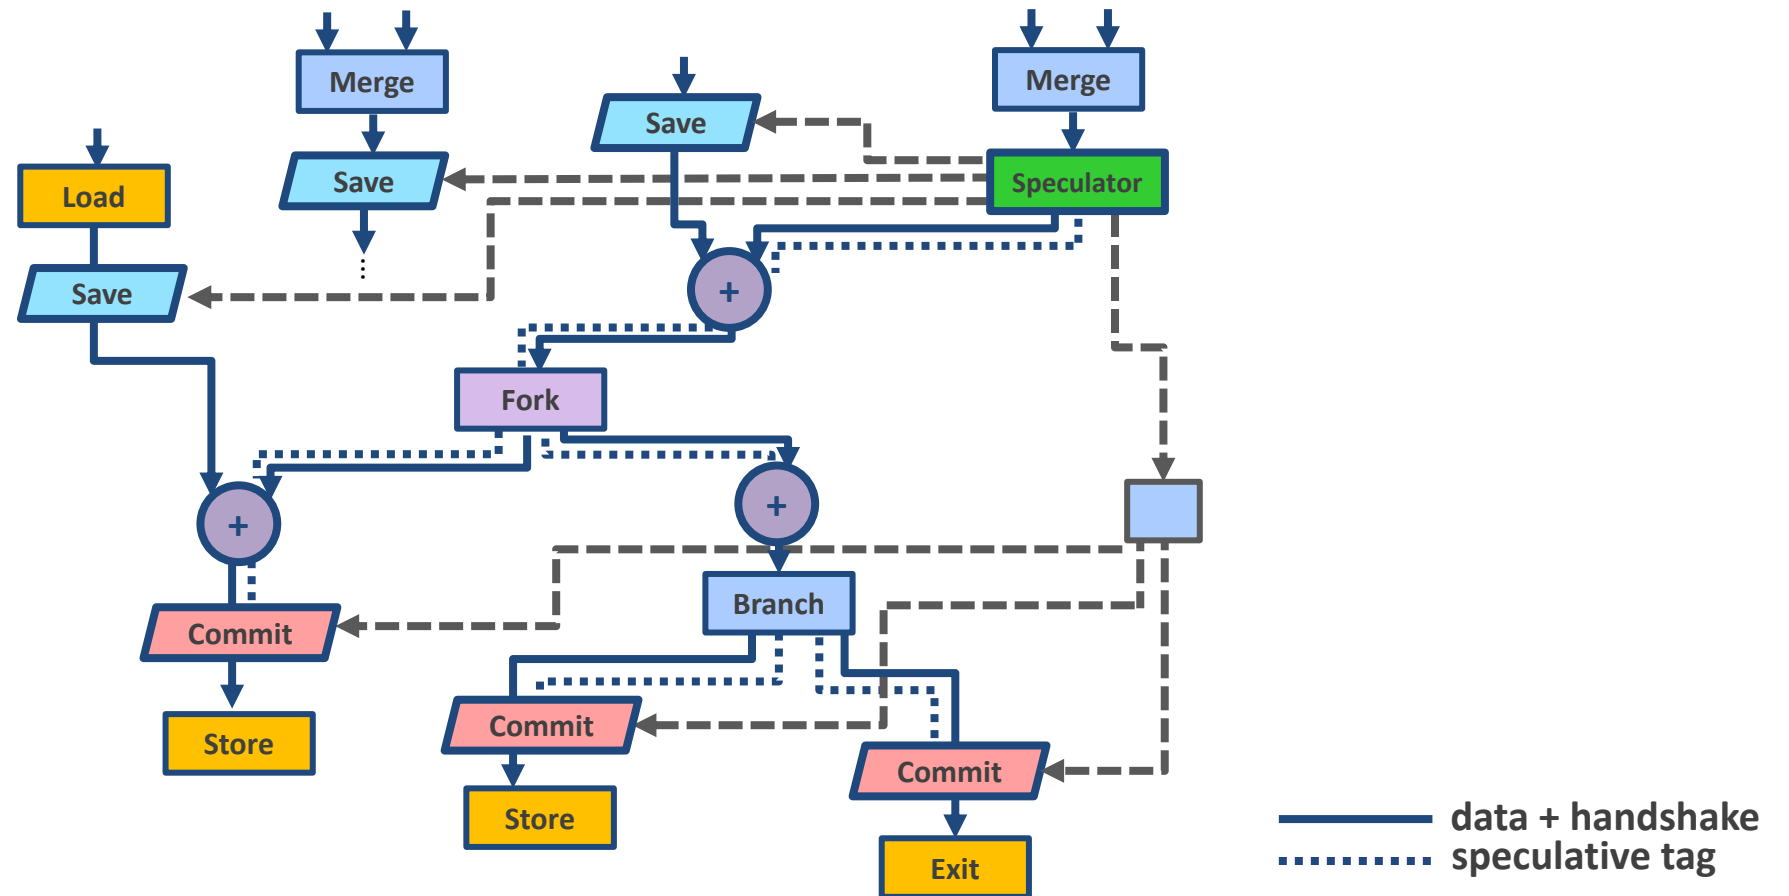 Merge
Merge
Save
Save
Speculator
Load
Save
+
Fork
+
+
Branch
Commit
Commit
Store
Commit
Store
Exit
data + handshake
speculative tag